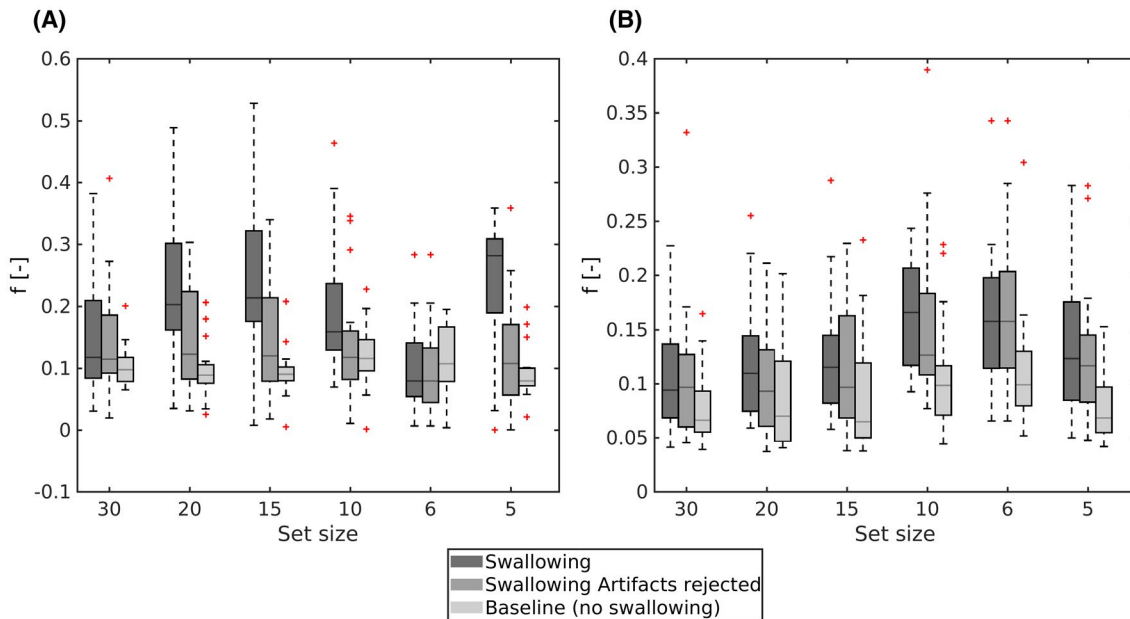 (A)
(B)
0.6
0.5
0.4
0.3
0.2
0.1
0
-0.1
f [-]
30 20 15 10 6 5
Set size
0.4
0.35
0.3
0.25
0.2
0.15
0.1
0.05
0
f [-]
30 20 15 10 6 5
Set size
Swallowing
Swallowing Artifacts rejected
Baseline (no swallowing)